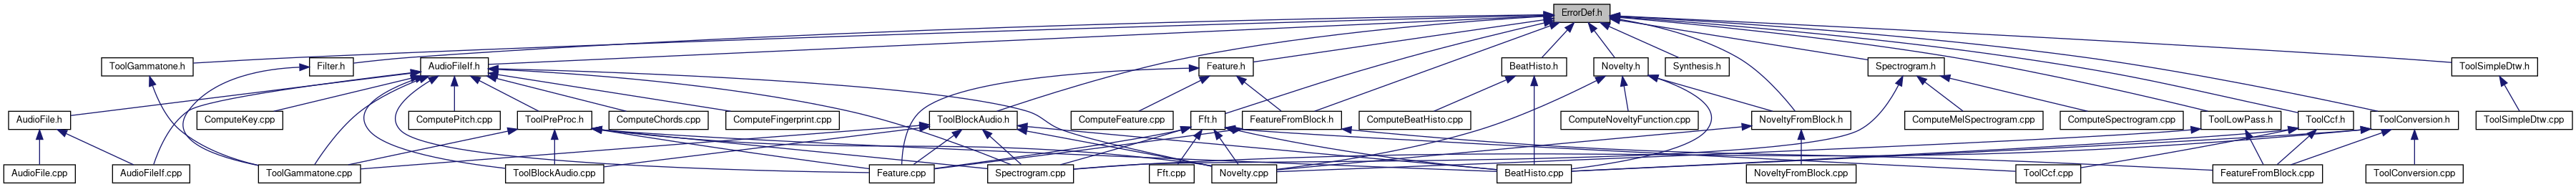 ErrorDef.h
ToolGammatone.h
Filter.h
AudioFileIf.h
Feature.h
BeatHisto.h
Novelty.h
Synthesis.h
Spectrogram.h
ToolSimpleDtw.h
AudioFile.h
ComputeKey.cpp
ComputePitch.cpp
ToolPreProc.h
ComputeChords.cpp
ComputeFingerprint.cpp
ToolBlockAudio.h
ComputeFeature.cpp
Fft.h
FeatureFromBlock.h
ComputeBeatHisto.cpp
ComputeNoveltyFunction.cpp
NoveltyFromBlock.h
ComputeMelSpectrogram.cpp
ComputeSpectrogram.cpp
ToolLowPass.h
ToolCcf.h
ToolConversion.h
ToolSimpleDtw.cpp
AudioFile.cpp
AudioFileIf.cpp
ToolGammatone.cpp
ToolBlockAudio.cpp
Feature.cpp
Spectrogram.cpp
Fft.cpp
Novelty.cpp
BeatHisto.cpp
NoveltyFromBlock.cpp
ToolCcf.cpp
FeatureFromBlock.cpp
ToolConversion.cpp